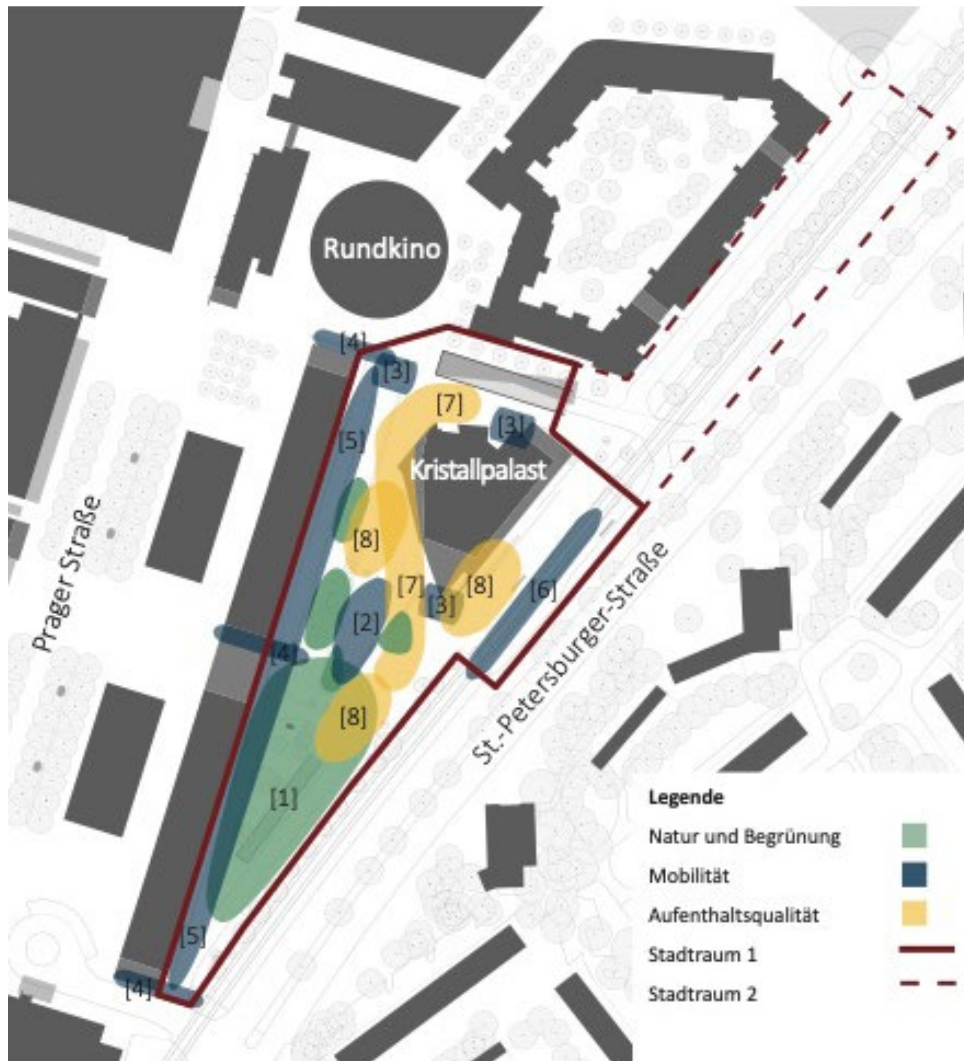 Rundkino
[4]
[3]
[7]
[3]
[5]
Kristallpalast
[8]
[7]
[8]
[3]
[6]
[2]
[4]
[8]
[1]
[5]
[4]
Prager Straße
St.-Petersburger-Straße
Legende
Natur und Begrünung
Mobilität
Aufenthaltsqualität
Stadtraum 1
Stadtraum 2